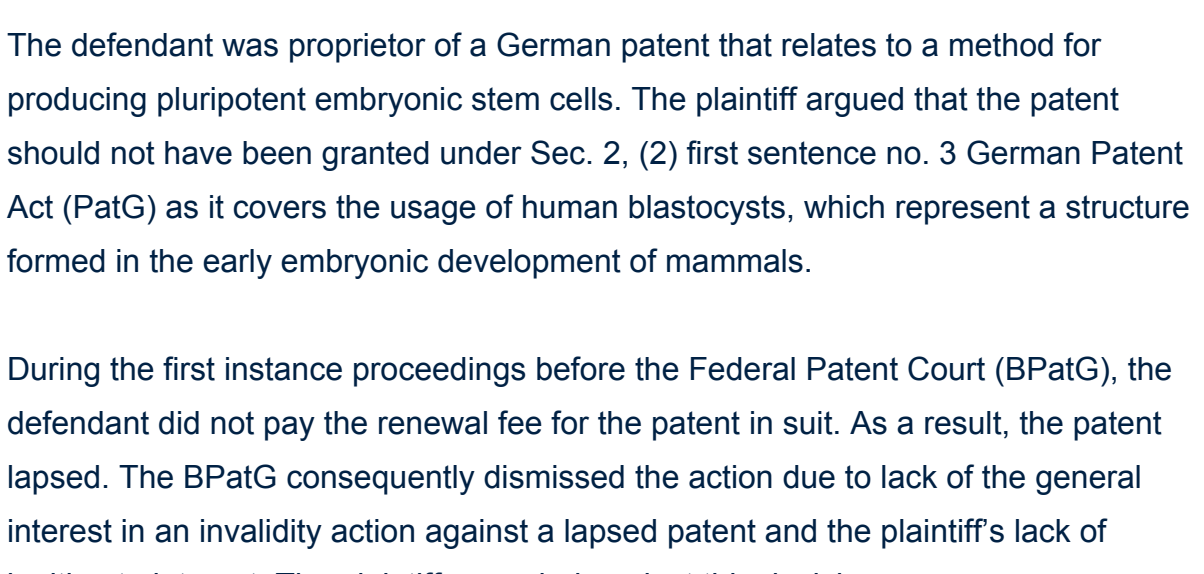 The defendant was proprietor of a German patent that relates to a method for
producing pluripotent embryonic stem cells. The plaintiff argued that the patent
should not have been granted under Sec. 2, (2) first sentence no. 3 German Patent
Act (PatG) as it covers the usage of human blastocysts, which represent a structure
formed in the early embryonic development of mammals.
During the first instance proceedings before the Federal Patent Court (BPatG), the
defendant did not pay the renewal fee for the patent in suit. As a result, the patent
lapsed. The BPatG consequently dismissed the action due to lack of the general
interest in an invalidity action against a lapsed patent and the plaintiff’s lack of